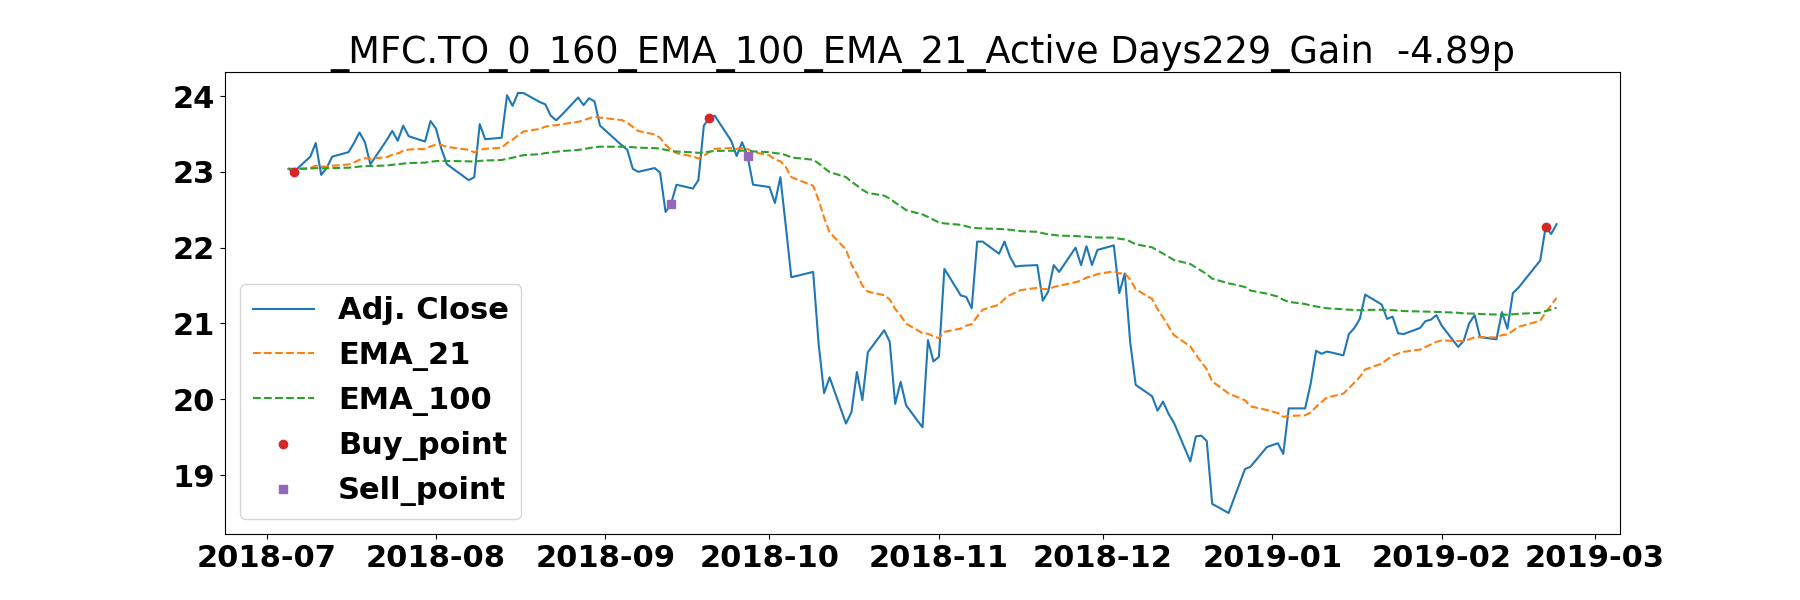 _MFC.TO_0_160_EMA_100_EMA_21_Active Days229_Gain  -4.89p
24
23
22
21
20
19
Adj. Close
EMA_21
EMA_100
Buy_point
Sell_point
2018-07 2018-08 2018-09 2018-10 2018-11 2018-12 2019-01 2019-02 2019-03